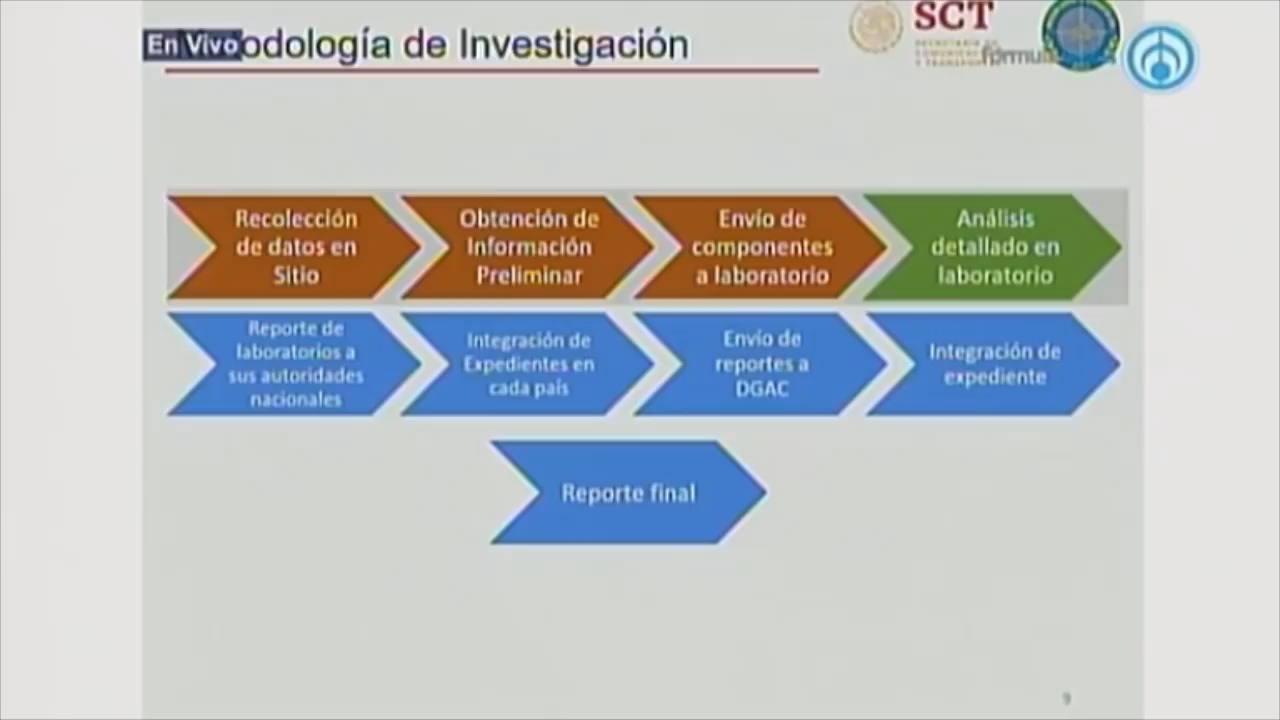 En Vivo
odología de Investigación
SCT
fórmula
Recolección
de datos en
Sitio
Obtención de
Información
Preliminar
Envío de
componentes
a laboratorio
Análisis
detallado en
laboratorio
Reporte de
laboratorios a
sus autoridades
nacionales
Integración de
Expedientes en
cada país
Envío de
reportes a
DGAC
Integración de
expediente
Reporte final
9